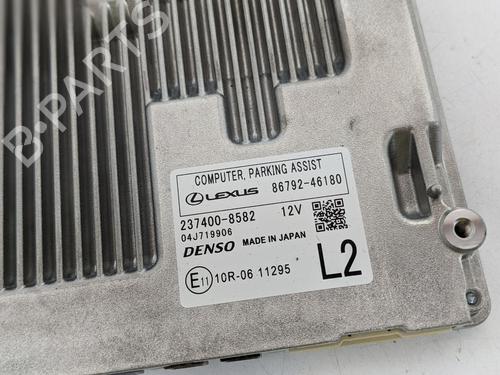 B-PARTS
COMPUTER, PARKING ASSIST
LEXUS 86792-46180
237400-8582 12V
04J719906
DENSO MADE IN JAPAN
E11 10R-06 11295
L2